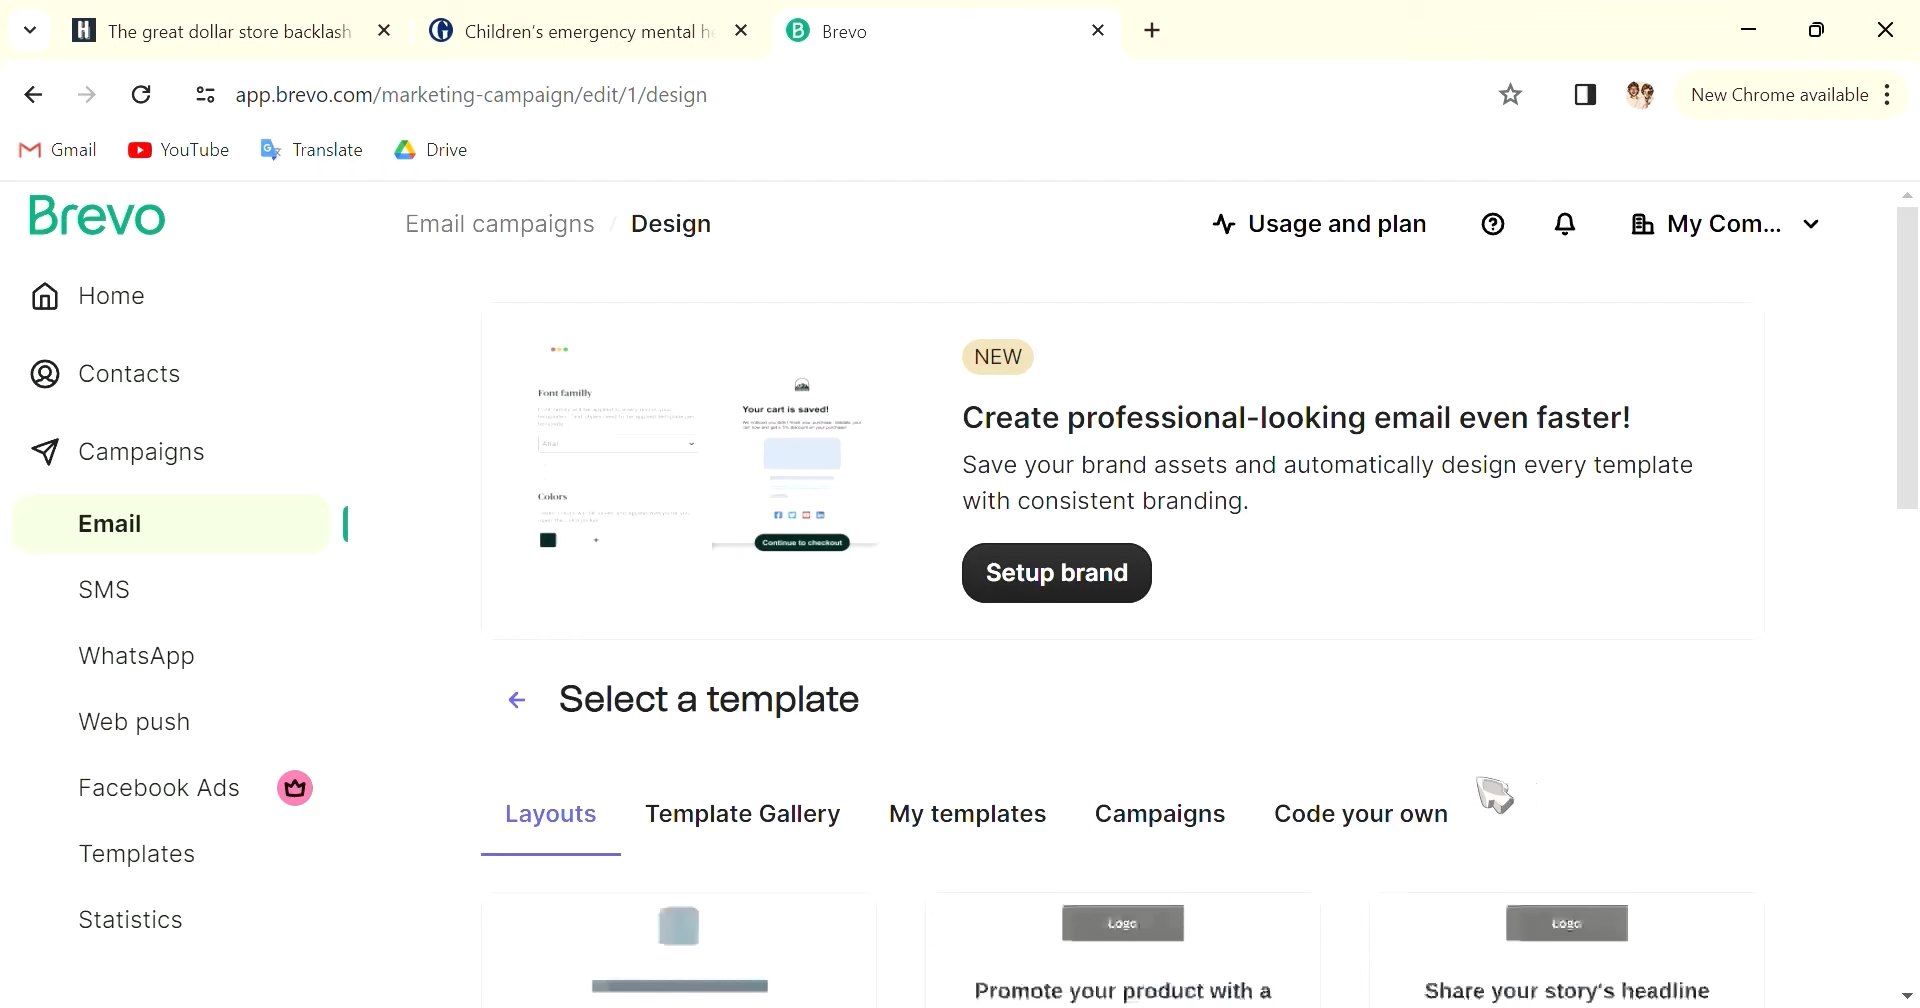 The great dollar store backlash
Children's emergency mental h
Brevo
app.brevo.com/marketing-campaign/edit/1/design
New Chrome available
Gmail
YouTube
Translate
Drive
Brevo
Email campaigns / Design
Usage and plan
My Com...
Home
Contacts
Campaigns
Email
SMS
WhatsApp
Web push
Facebook Ads
Templates
Statistics
Font familly
Arial
Colors
Your cart is saved!
Continue to checkout
NEW
Create professional-looking email even faster!
Save your brand assets and automatically design every template
with consistent branding.
Setup brand
Select a template
Layouts
Template Gallery
My templates
Campaigns
Code your own
Logo
Promote your product with a
Logo
Share your story's headline